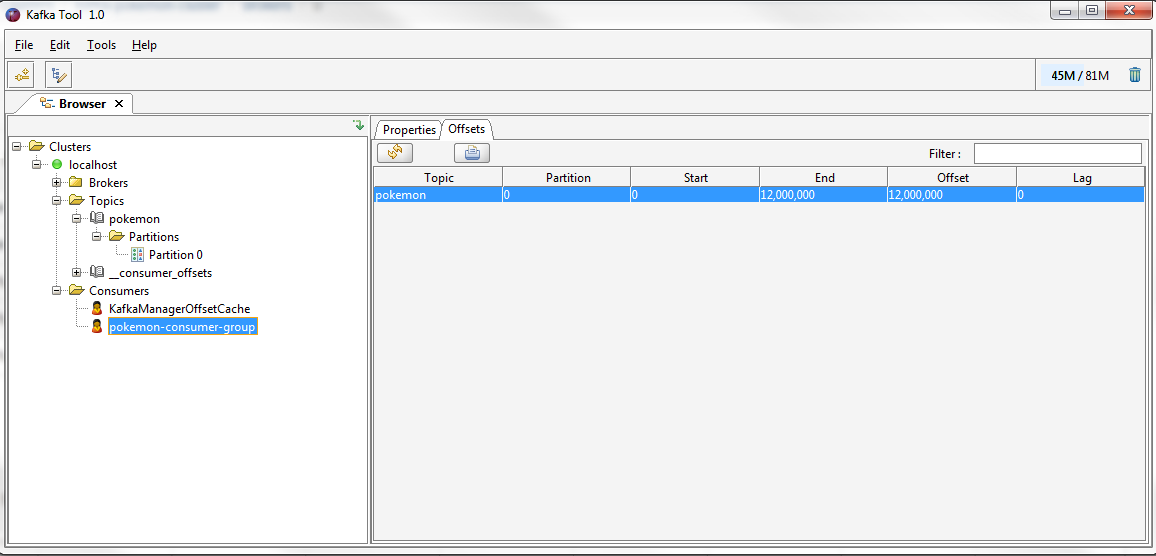 Kafka Tool 1.0
File Edit Tools Help
45M / 81M
Browser
Properties Offsets
Clusters
Filter :
localhost
Topic Partition Start End Offset Lag
Brokers
pokemon 0 0 12,000,000 12,000,000 0
Topics
pokemon
Partitions
Partition 0
__consumer_offsets
Consumers
KafkaManagerOffsetCache
pokemon-consumer-group